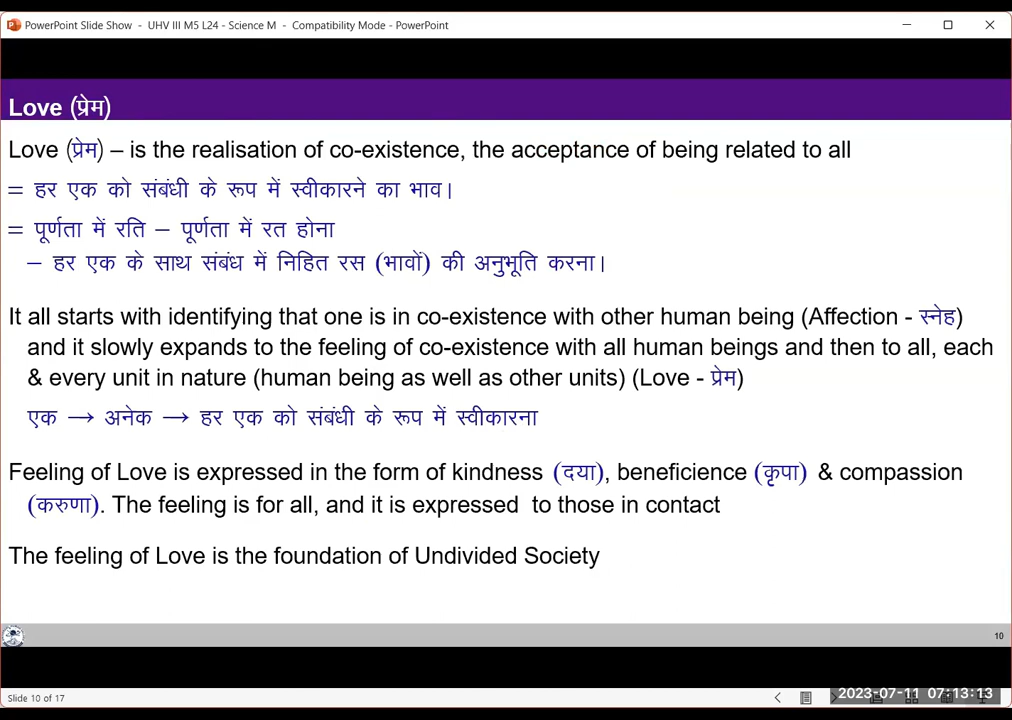 PowerPoint Slide Show - UHV III M5 L24 - Science M - Compatibility Mode - PowerPoint
Love (प्रेम)
Love (प्रेम) – is the realisation of co-existence, the acceptance of being related to all
= हर एक को संबंधी के रूप में स्वीकारने का भाव।
= पूर्णता में रति – पूर्णता में रत होना
– हर एक के साथ संबंध में निहित रस (भावों) की अनुभूति करना।
It all starts with identifying that one is in co-existence with other human being (Affection - स्नेह)
and it slowly expands to the feeling of co-existence with all human beings and then to all, each
& every unit in nature (human being as well as other units) (Love - प्रेम)
एक → अनेक → हर एक को संबंधी के रूप में स्वीकारना
Feeling of Love is expressed in the form of kindness (दया), beneficience (कृपा) & compassion
(करुणा). The feeling is for all, and it is expressed to those in contact
The feeling of Love is the foundation of Undivided Society
10
Slide 10 of 17
2023-07-11 07:13:13